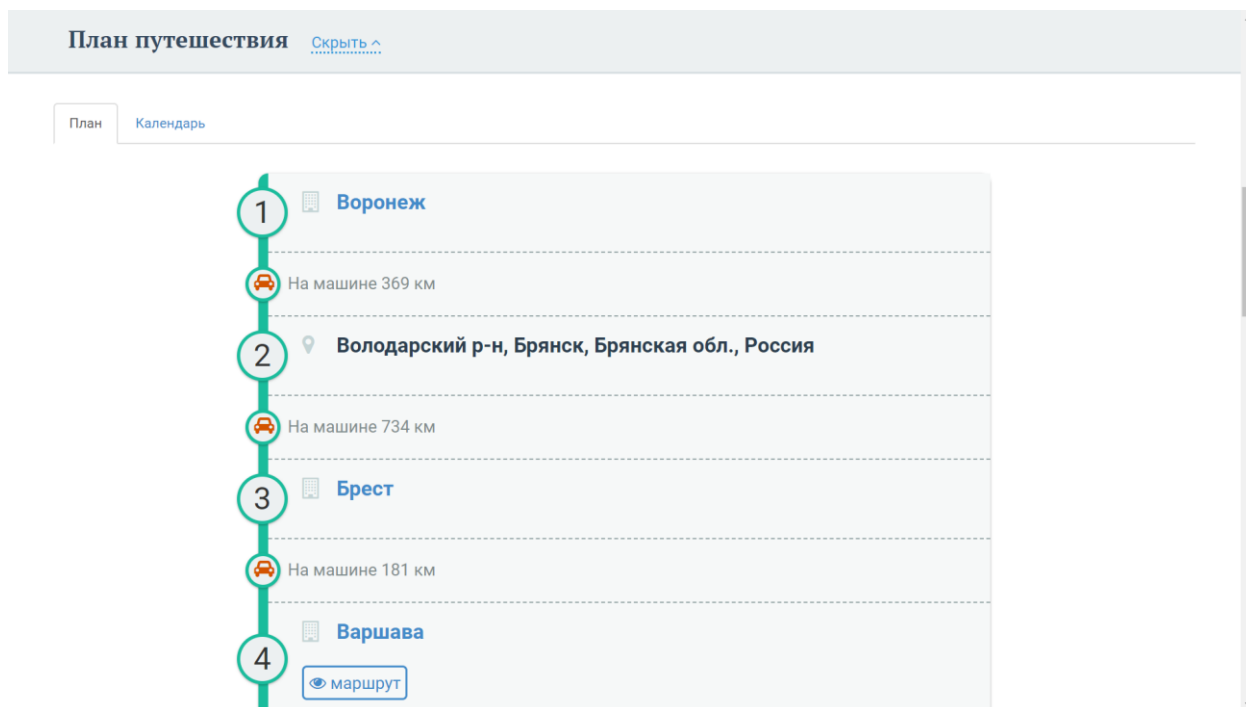 План путешествия Скрыть
План Календарь
1 Воронеж
На машине 369 км
2 Володарский р-н, Брянск, Брянская обл., Россия
На машине 734 км
3 Брест
На машине 181 км
4 Варшава
маршрут